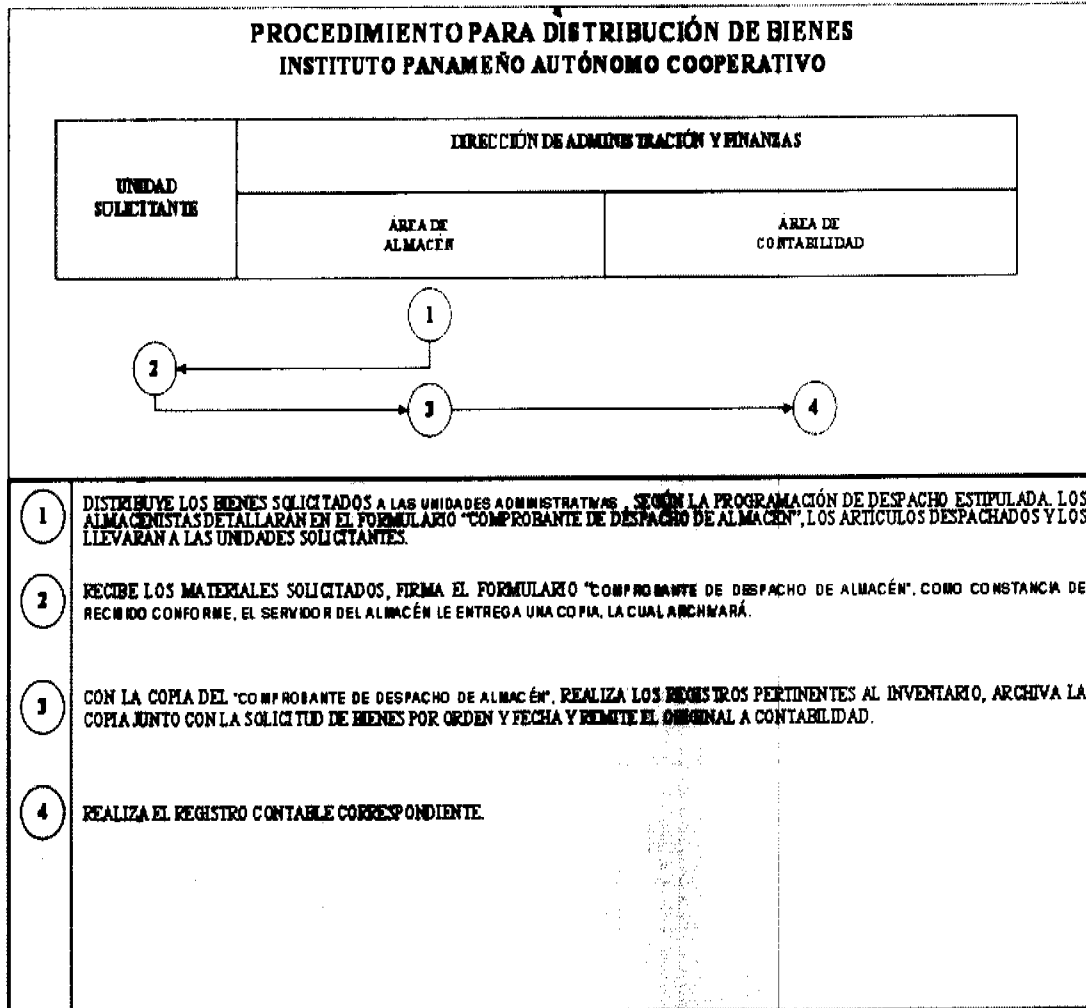 PROCEDIMIENTO PARA DISTRIBUCIÓN DE BIENES
INSTITUTO PANAMEÑO AUTÓNOMO COOPERATIVO
UNIDAD
SOLICITANTE
DIRECCIÓN DE ADMINISTRACIÓN Y FINANZAS
ÁREA DE
ALMACÉN
ÁREA DE
CONTABILIDAD
1
2
3
4
1
DISTRIBUYE LOS BIENES SOLICITADOS A LAS UNIDADES ADMINISTRATIVAS, SEGÚN LA PROGRAMACIÓN DE DESPACHO ESTIPULADA. LOS
ALMACENISTAS DETALLARAN EN EL FORMULARIO "COMPROBANTE DE DESPACHO DE ALMACÉN", LOS ARTÍCULOS DESPACHADOS Y LOS
LLEVARAN A LAS UNIDADES SOLICITANTES.
2
RECIBE LOS MATERIALES SOLICITADOS, FIRMA EL FORMULARIO "COMPROBANTE DE DESPACHO DE ALMACÉN", COMO CONSTANCIA DE
RECIBIDO CONFORME, EL SERVIDOR DEL ALMACÉN LE ENTREGA UNA COPIA, LA CUAL ARCHIVARÁ.
3
CON LA COPIA DEL "COMPROBANTE DE DESPACHO DE ALMACÉN", REALIZA LOS REGISTROS PERTINENTES AL INVENTARIO, ARCHIVA LA
COPIA JUNTO CON LA SOLICITUD DE BIENES POR ORDEN Y FECHA Y REMITE EL ORIGINAL A CONTABILIDAD.
4
REALIZA EL REGISTRO CONTABLE CORRESPONDIENTE.